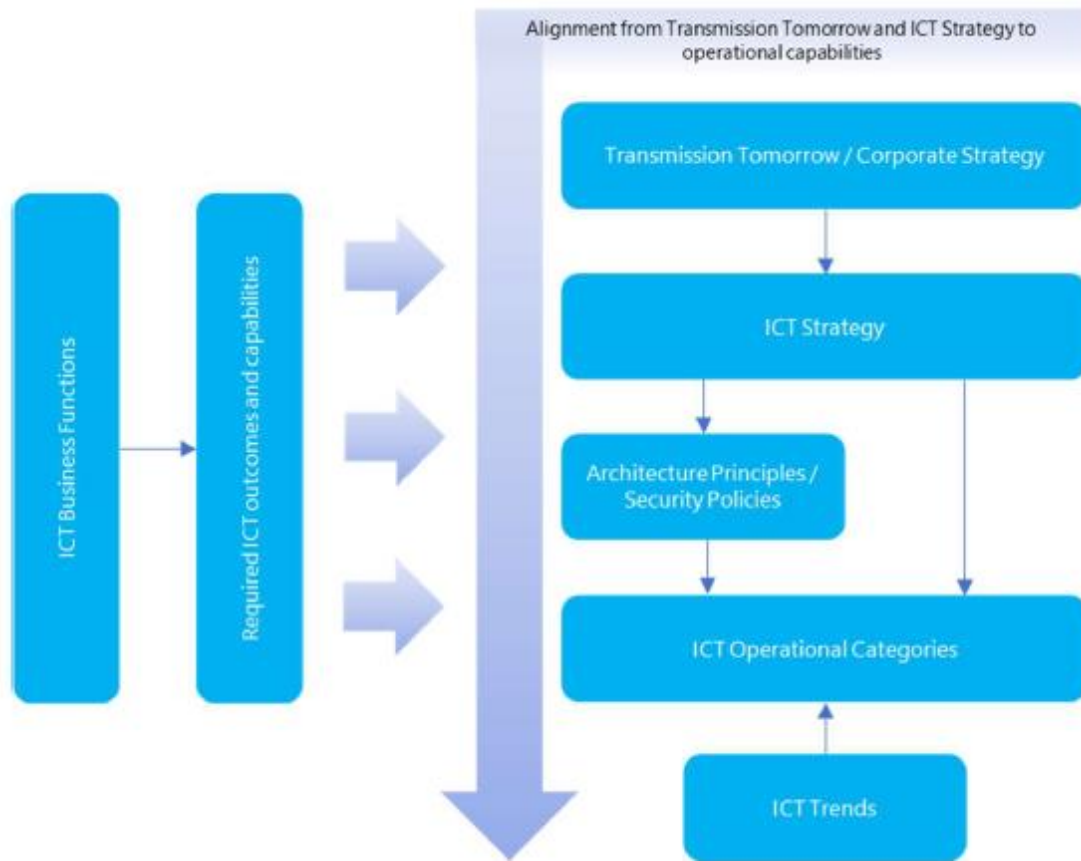 Alignment from Transmission Tomorrow and ICT Strategy to
operational capabilities
ICT Business Functions
Required ICT outcomes and capabilities
Transmission Tomorrow / Corporate Strategy
ICT Strategy
Architecture Principles /
Security Policies
ICT Operational Categories
ICT Trends